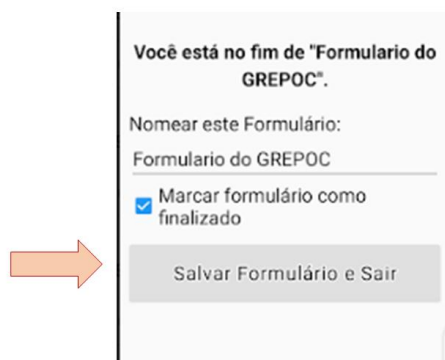 Você está no fim de "Formulario do
GREPOC".
Nomear este Formulário:
Formulario do GREPOC
Marcar formulário como
finalizado
Salvar Formulário e Sair